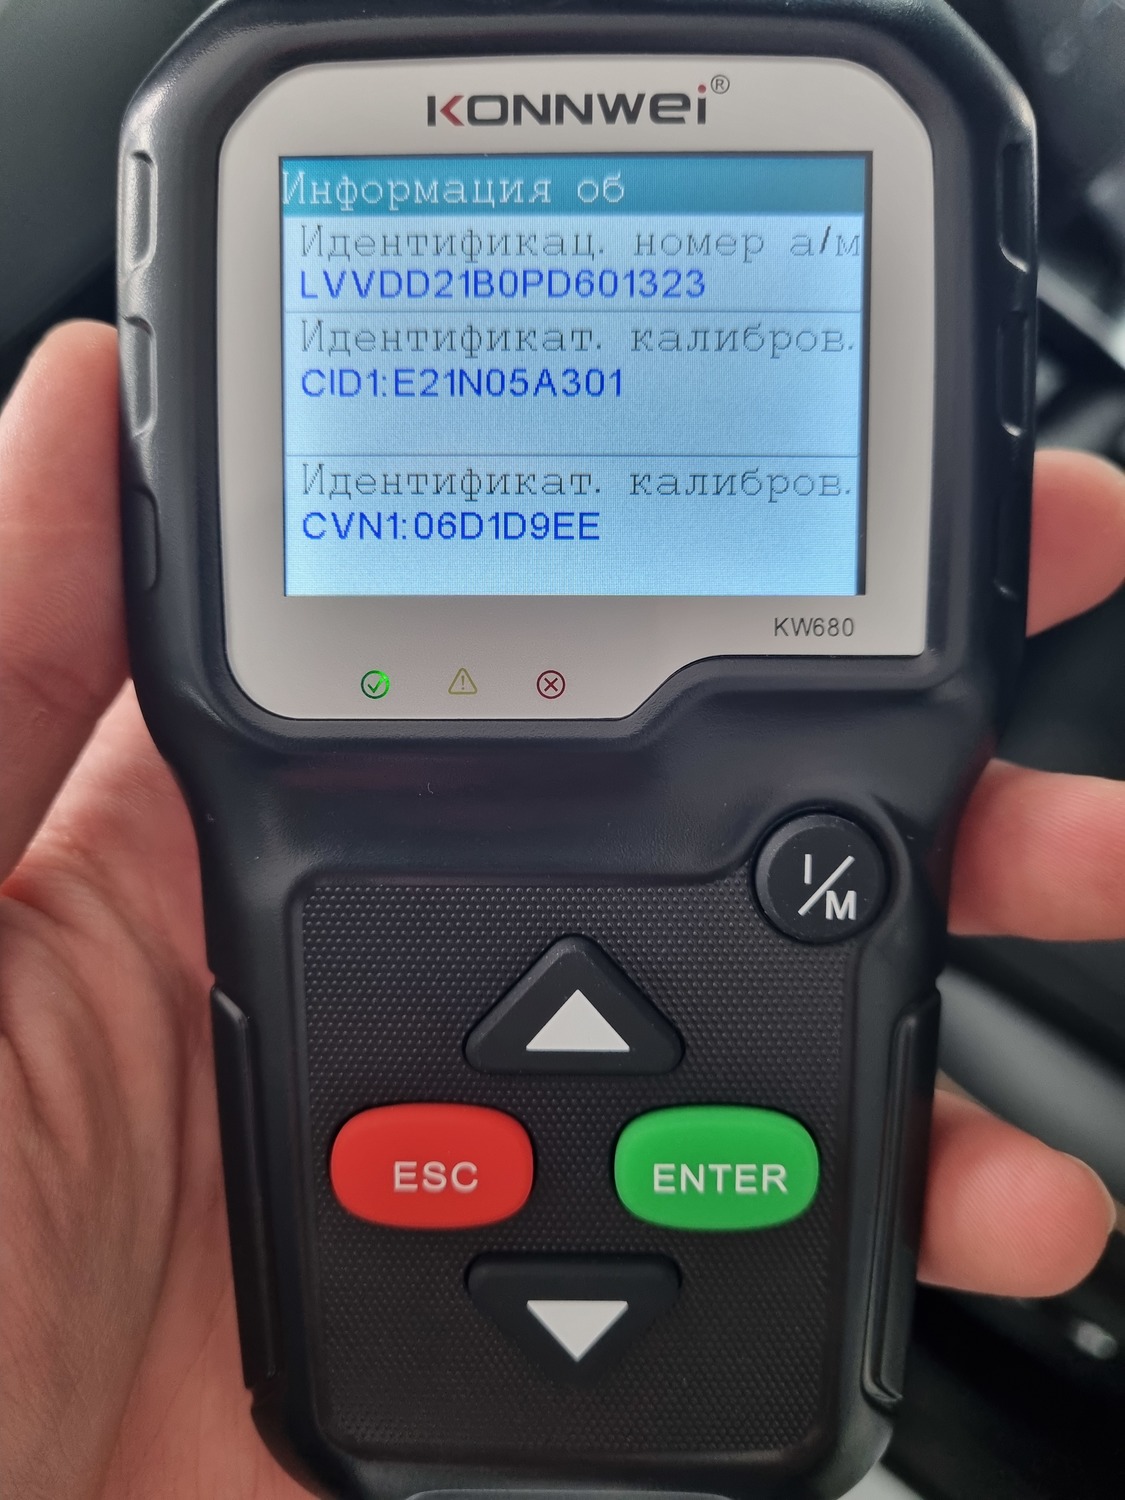 KONNWEI®
Информация об
Идентификац. номер а/м
LVVDD21B0PD601323
Идентификат. калибров.
CID1:E21N05A301
Идентификат. калибров.
CVN1:06D1D9EE
KW680
I/M
ESC
ENTER